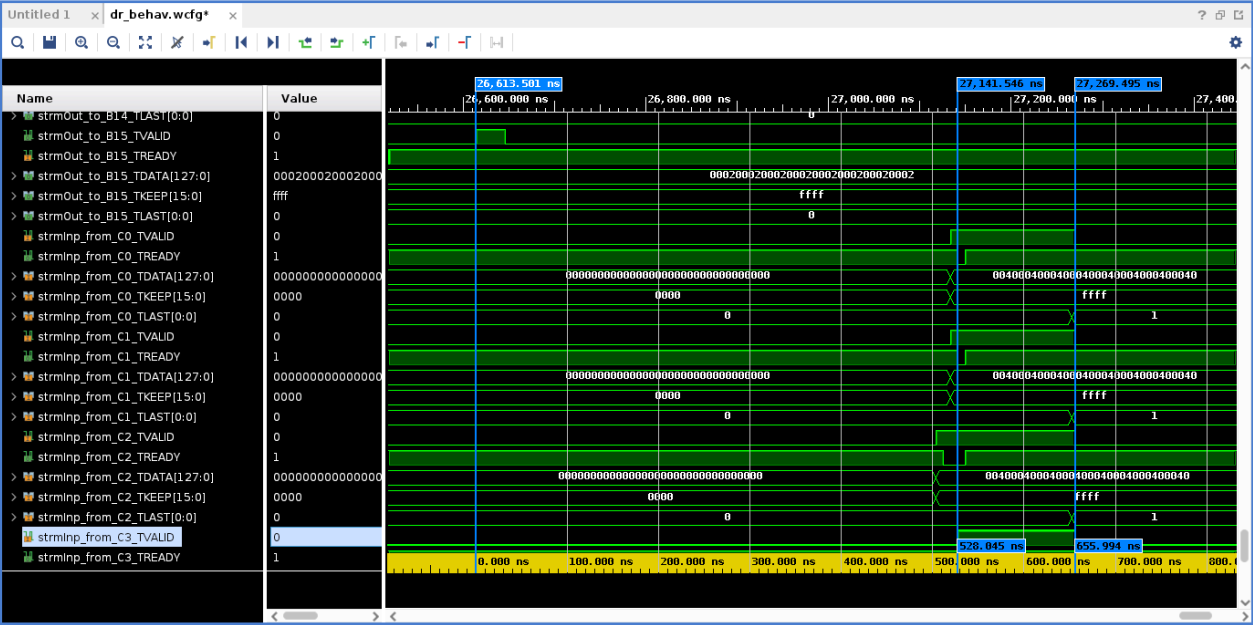 Untitled 1 × dr_behav.wcfg* × ?
26,613.501 ns 27,141.546 ns 27,269.495 ns
Name Value 26,600.000 ns 26,800.000 ns 27,000.000 ns 27,200.000 ns 27,400.
strmOut_to_B14_TLAST[0:0] 0 0
strmOut_to_B15_TVALID 0
strmOut_to_B15_TREADY 1
strmOut_to_B15_TDATA[127:0] 0002000200020000 00020002000200020002000200020002
strmOut_to_B15_TKEEP[15:0] ffff ffff
strmOut_to_B15_TLAST[0:0] 0 0
strmInp_from_C0_TVALID 0
strmInp_from_C0_TREADY 1
strmInp_from_C0_TDATA[127:0] 0000000000000000 00000000000000000000000000000000 00400040004000400040004000400040
strmInp_from_C0_TKEEP[15:0] 0000 0000 ffff
strmInp_from_C0_TLAST[0:0] 0 0 1
strmInp_from_C1_TVALID 0
strmInp_from_C1_TREADY 1
strmInp_from_C1_TDATA[127:0] 0000000000000000 00000000000000000000000000000000 00400040004000400040004000400040
strmInp_from_C1_TKEEP[15:0] 0000 0000 ffff
strmInp_from_C1_TLAST[0:0] 0 0 1
strmInp_from_C2_TVALID 0
strmInp_from_C2_TREADY 1
strmInp_from_C2_TDATA[127:0] 0000000000000000 00000000000000000000000000000000 00400040004000400040004000400040
strmInp_from_C2_TKEEP[15:0] 0000 0000 ffff
strmInp_from_C2_TLAST[0:0] 0 0 1
strmInp_from_C3_TVALID 0
528.045 ns 655.994 ns
strmInp_from_C3_TREADY 1
0.000 ns 100.000 ns 200.000 ns 300.000 ns 400.000 ns 500.000 ns 600.000 ns 700.000 ns 800.